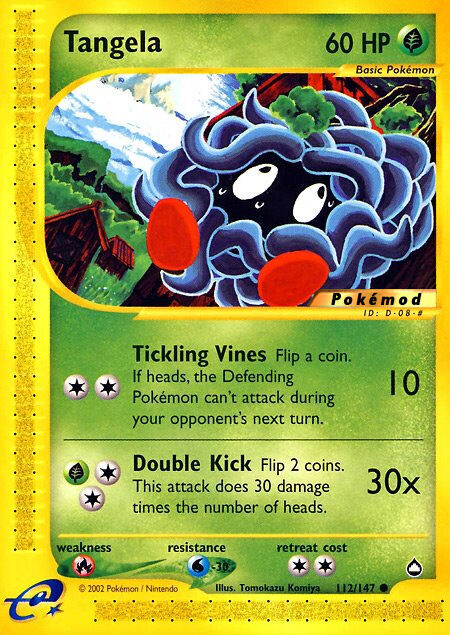 Tangela 60 HP
Basic Pokémon
Pokémod
ID: D-08-#
Tickling Vines Flip a coin.
If heads, the Defending
Pokémon can't attack during
your opponent's next turn.
10
Double Kick Flip 2 coins.
This attack does 30 damage
times the number of heads.
30x
weakness resistance retreat cost
-30
© 2002 Pokémon / Nintendo Illus. Tomokazu Komiya 112/147
e